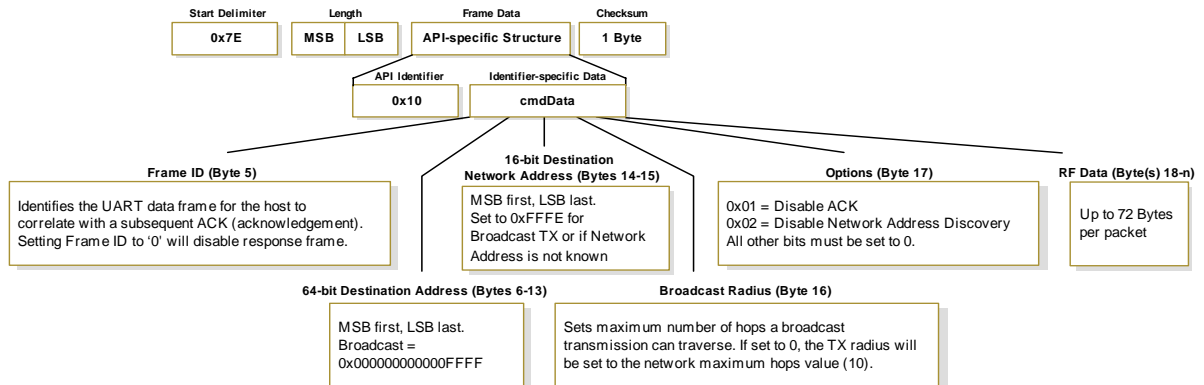 Start Delimiter
Length
Frame Data
Checksum
0x7E
MSB
LSB
API-specific Structure
1 Byte
API Identifier
Identifier-specific Data
0x10
cmdData
Frame ID (Byte 5)
Identifies the UART data frame for the host to
correlate with a subsequent ACK (acknowledgement).
Setting Frame ID to ‘0’ will disable response frame.
16-bit Destination
Network Address (Bytes 14-15)
MSB first, LSB last.
Set to 0xFFFE for
Broadcast TX or if Network
Address is not known
Options (Byte 17)
0x01 = Disable ACK
0x02 = Disable Network Address Discovery
All other bits must be set to 0.
RF Data (Byte(s) 18-n)
Up to 72 Bytes
per packet
64-bit Destination Address (Bytes 6-13)
MSB first, LSB last.
Broadcast =
0x000000000000FFFF
Broadcast Radius (Byte 16)
Sets maximum number of hops a broadcast
transmission can traverse. If set to 0, the TX radius will
be set to the network maximum hops value (10).